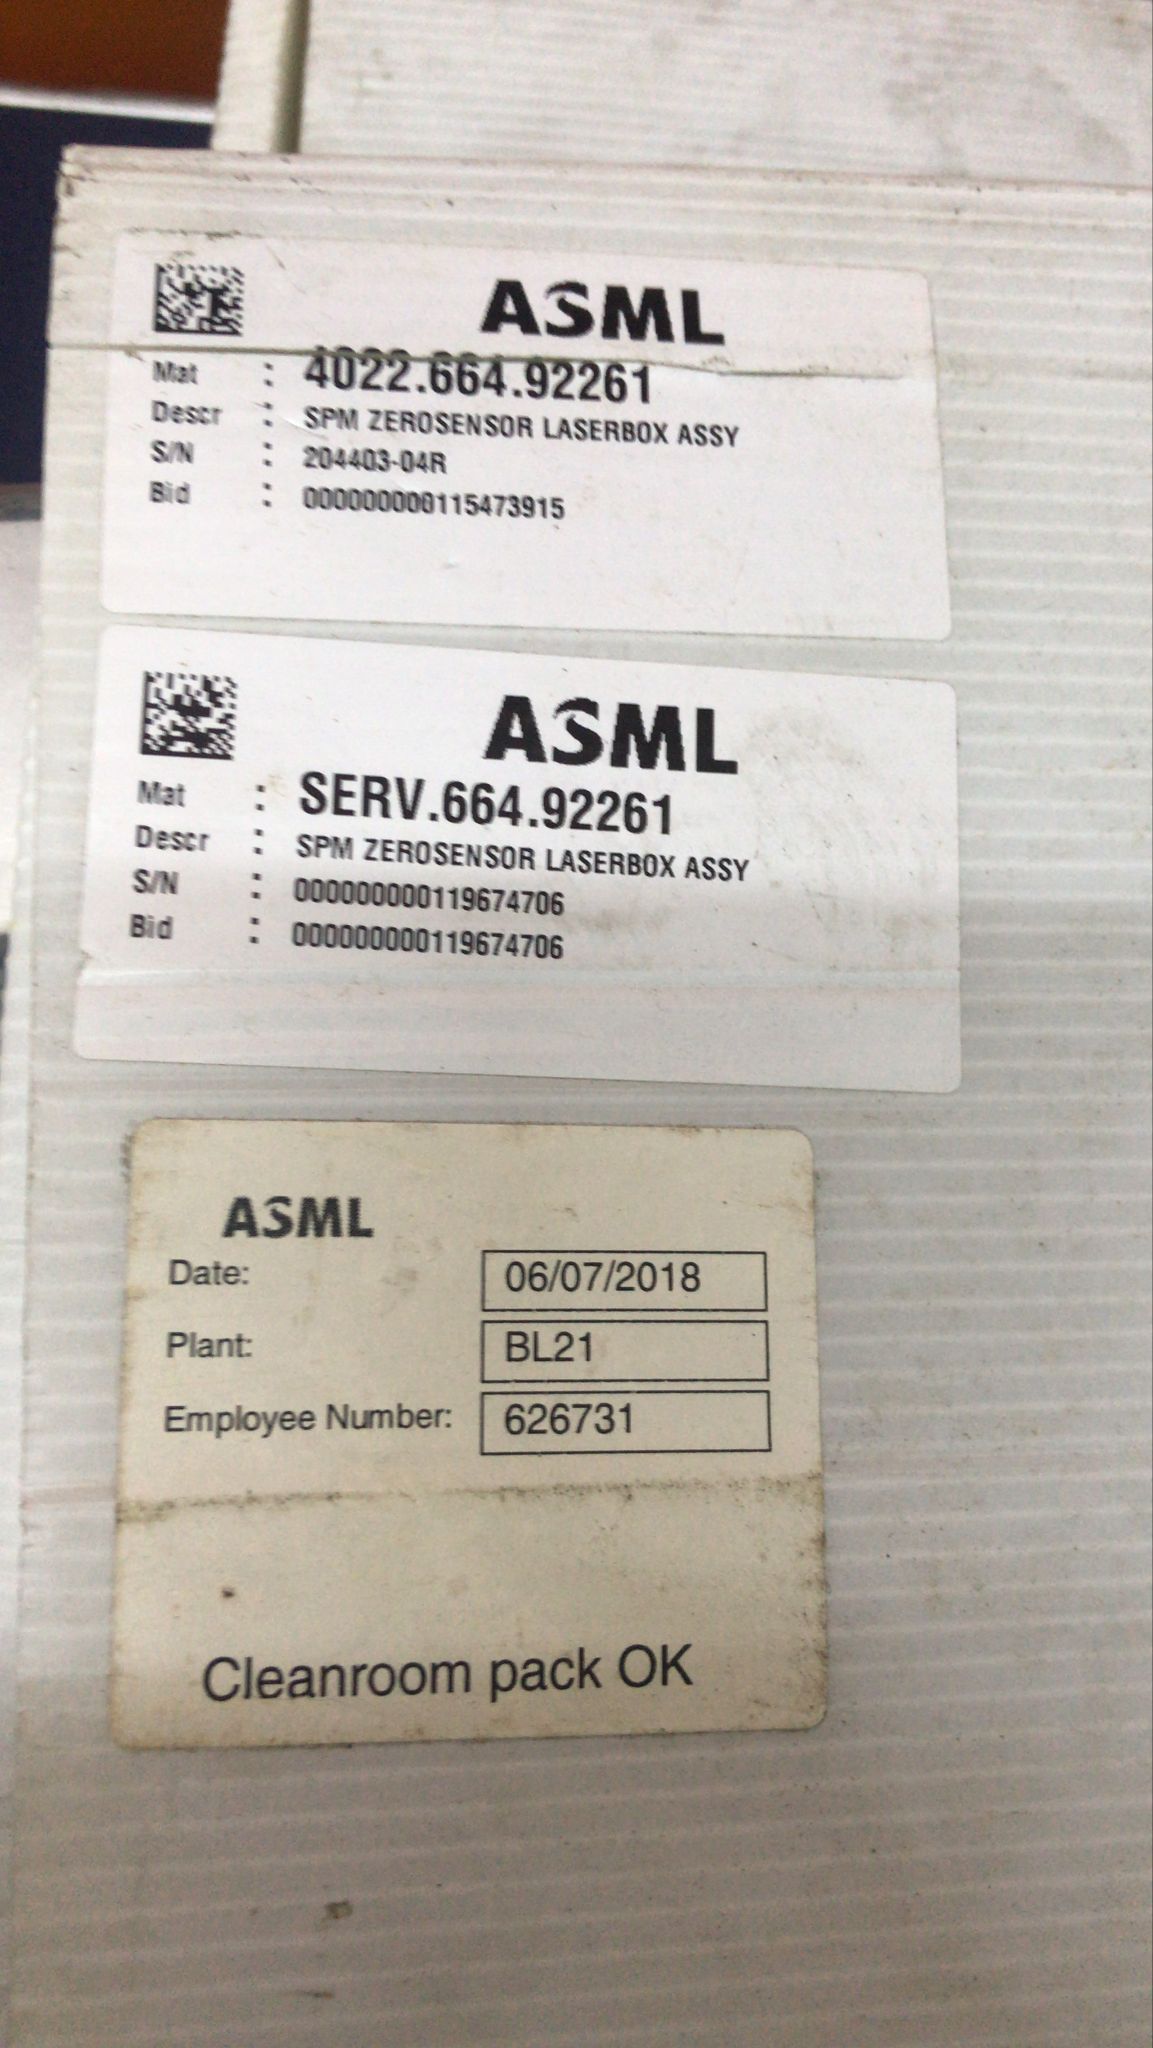 ASML
Mat : 4022.664.92261
Descr : SPM ZEROSENSOR LASERBOX ASSY
S/N : 204403-04R
Bid : 000000000115473915
ASML
Mat : SERV.664.92261
Descr : SPM ZEROSENSOR LASERBOX ASSY
S/N : 000000000119674706
Bid : 000000000119674706
ASML
Date: 06/07/2018
Plant: BL21
Employee Number: 626731
Cleanroom pack OK